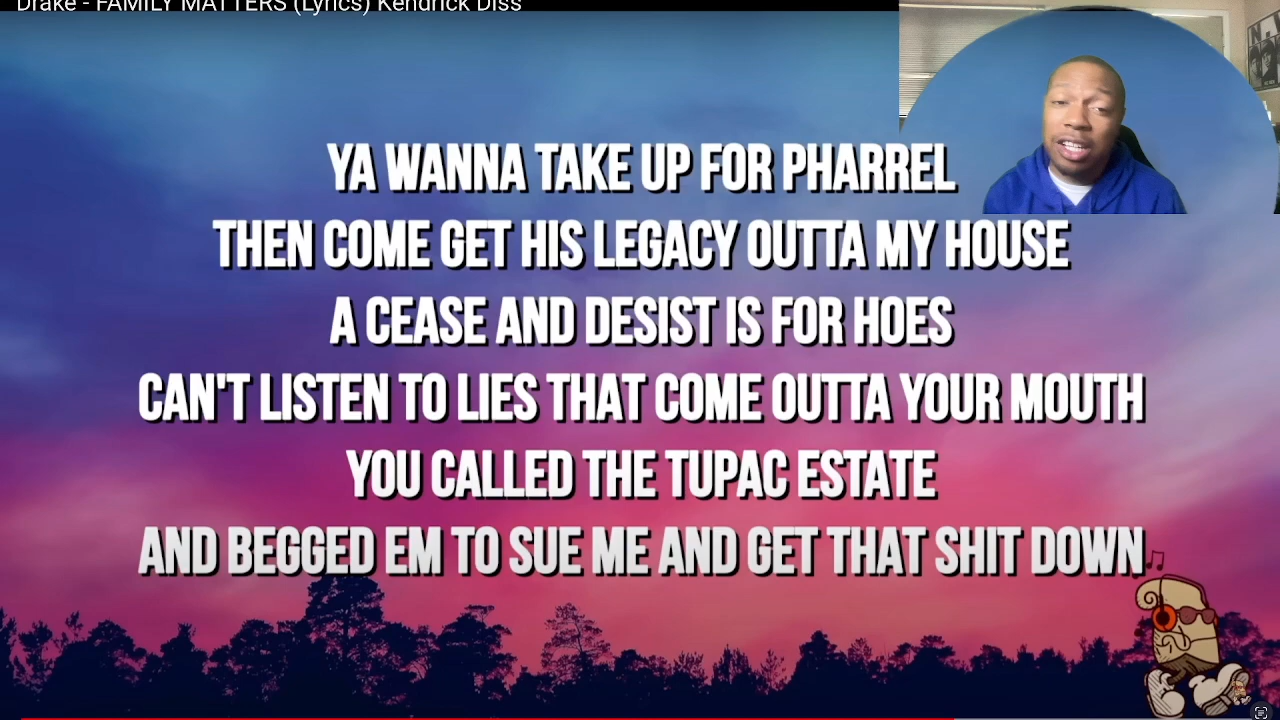 Drake - FAMILY MATTERS (Lyrics) Kendrick Diss
YA WANNA TAKE UP FOR PHARREL
THEN COME GET HIS LEGACY OUTTA MY HOUSE
A CEASE AND DESIST IS FOR HOES
CAN'T LISTEN TO LIES THAT COME OUTTA YOUR MOUTH
YOU CALLED THE TUPAC ESTATE
AND BEGGED EM TO SUE ME AND GET THAT SHIT DOWN